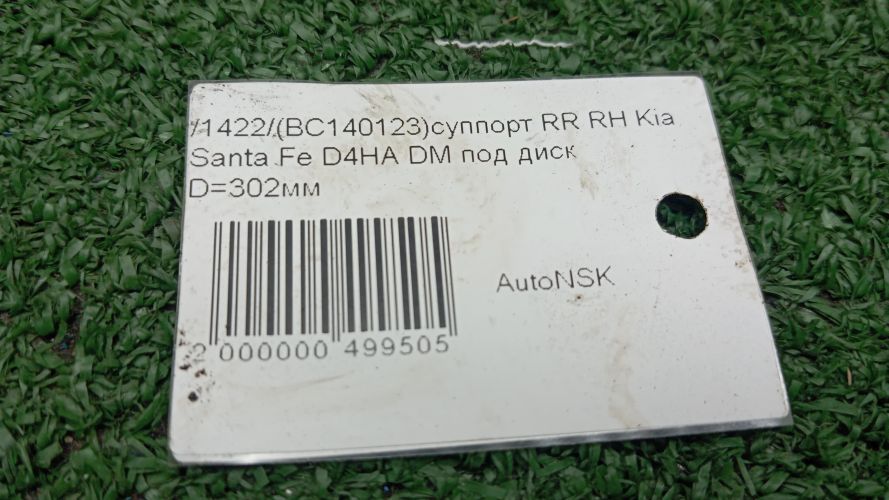 /1422/(BC140123)суппорт RR RH Kia
Santa Fe D4HA DM под диск
D=302мм
AutoNSK
2 000000 499505